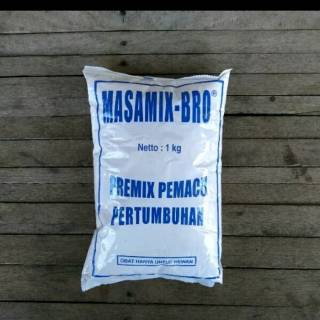 MASAMIX-BRO®
Netto : 1 kg
PREMIX PEMACU
PERTUMBUHAN
OBAT HANYA UNTUK HEWAN